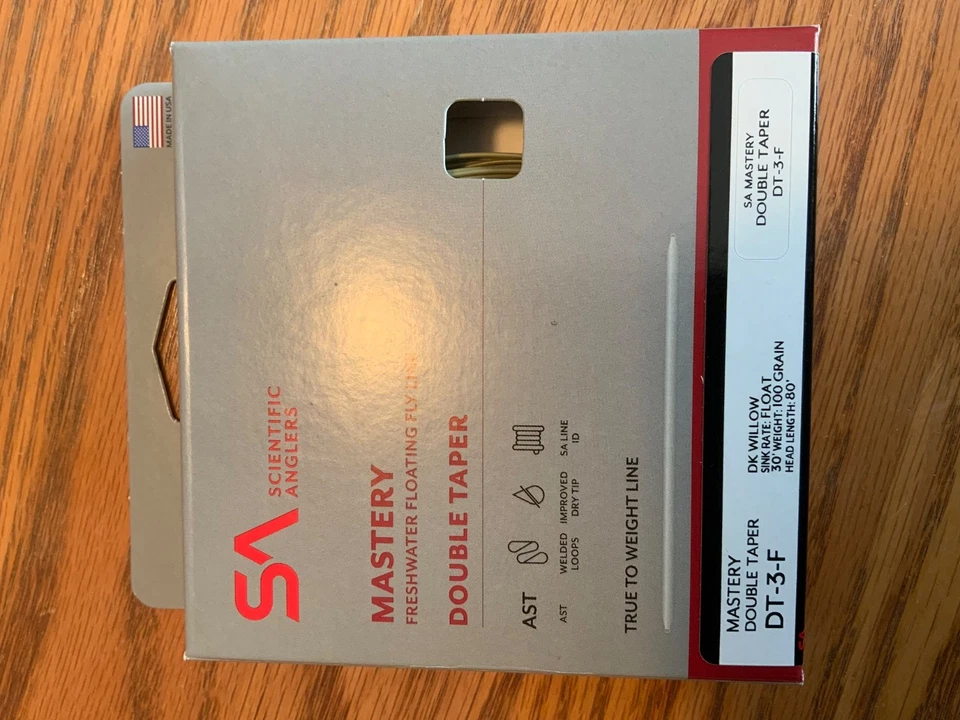 MADE IN USA
SA
SCIENTIFIC
ANGLERS
MASTERY
FRESHWATER FLOATING FLY LINE
DOUBLE TAPER
AST
AST
WELDED
LOOPS
IMPROVED
DRY TIP
SA LINE
ID
TRUE TO WEIGHT LINE
MASTERY
DOUBLE TAPER
DT-3-F
DK WILLOW
SINK RATE: FLOAT
30' WEIGHT: 100 GRAIN
HEAD LENGTH: 80'
SA MASTERY
DOUBLE TAPER
DT-3-F
SA